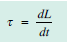 τ = dL/dt